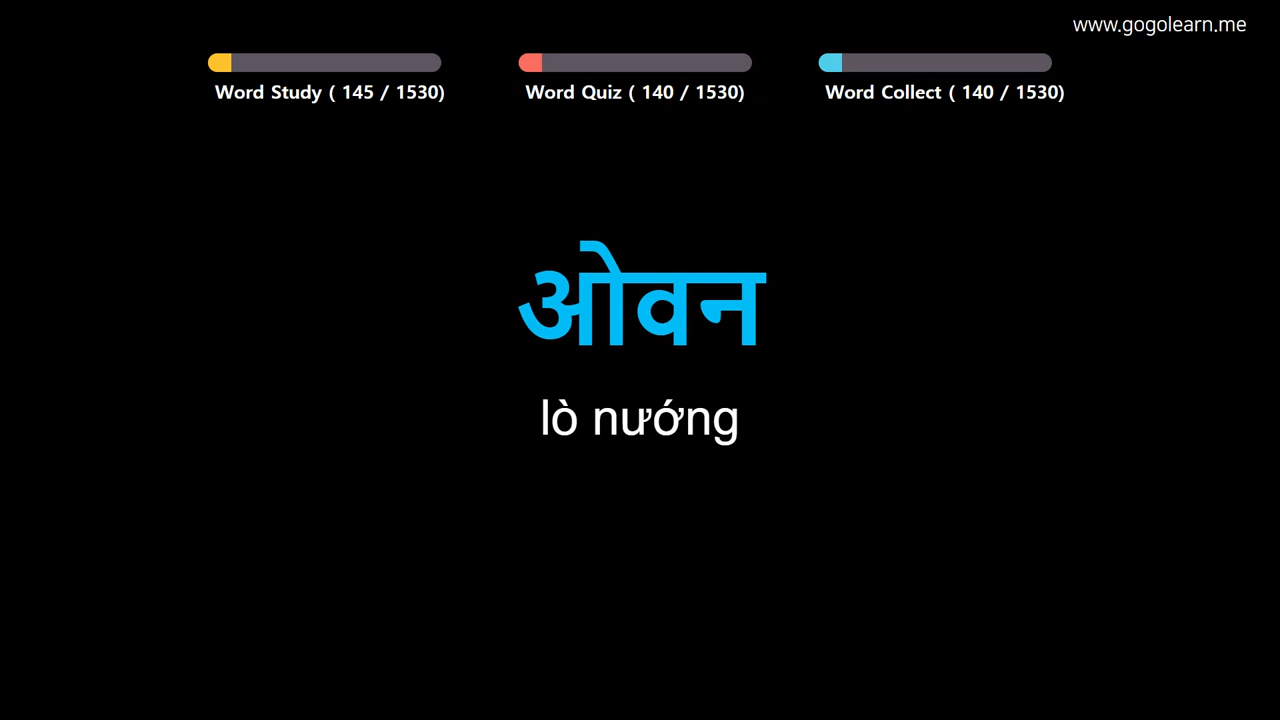 www.gogolearn.me
Word Study ( 145 / 1530)
Word Quiz ( 140 / 1530)
Word Collect ( 140 / 1530)
ओवन
lò nướng